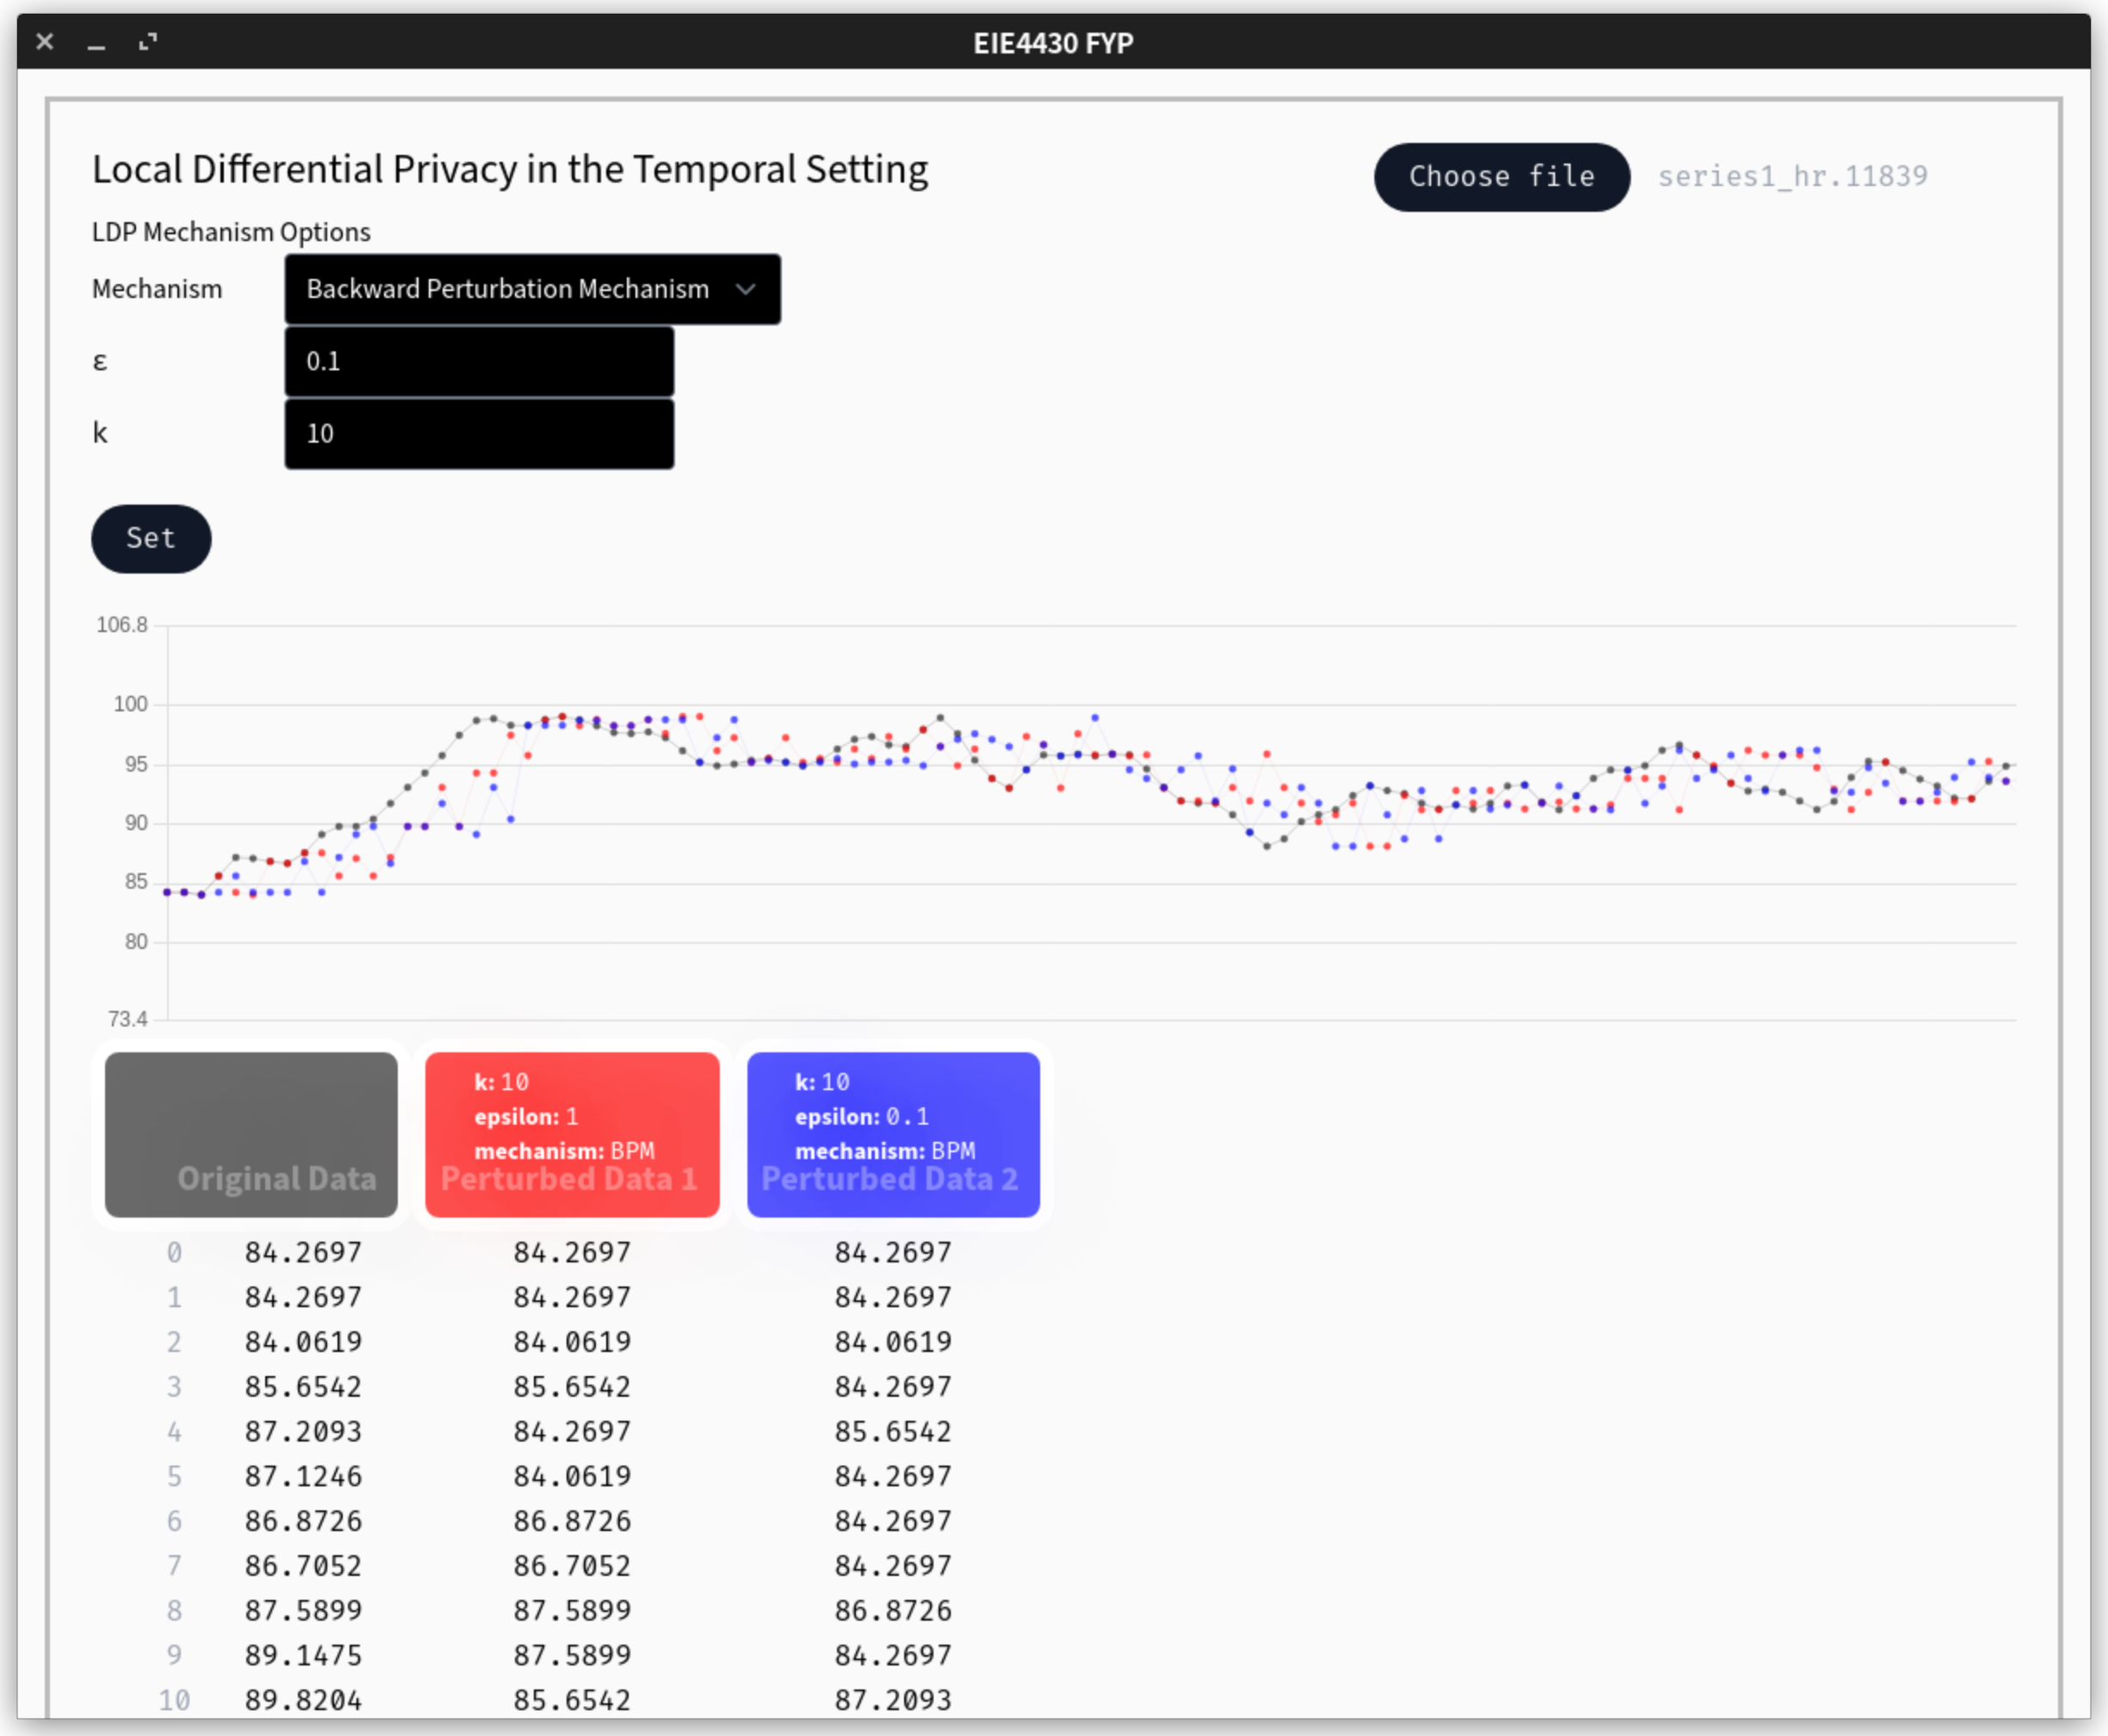 EIE4430 FYP
Local Differential Privacy in the Temporal Setting
Choose file series1_hr.11839
LDP Mechanism Options
Mechanism Backward Perturbation Mechanism
ε 0.1
k 10
Set
106.8
100
95
90
85
80
73.4
k: 10 k: 10
epsilon: 1 epsilon: 0.1
mechanism: BPM mechanism: BPM
Original Data Perturbed Data 1 Perturbed Data 2
0 84.2697 84.2697 84.2697
1 84.2697 84.2697 84.2697
2 84.0619 84.0619 84.0619
3 85.6542 85.6542 84.2697
4 87.2093 84.2697 85.6542
5 87.1246 84.0619 84.2697
6 86.8726 86.8726 84.2697
7 86.7052 86.7052 84.2697
8 87.5899 87.5899 86.8726
9 89.1475 87.5899 84.2697
10 89.8204 85.6542 87.2093